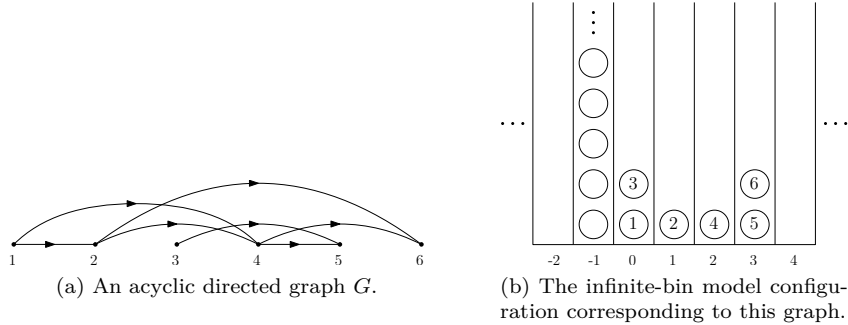 1 2 3 4 5 6
(a) An acyclic directed graph G.
⋮
... ...
3 6
1 2 4 5
-2 -1 0 1 2 3 4
(b) The infinite-bin model configu-
ration corresponding to this graph.